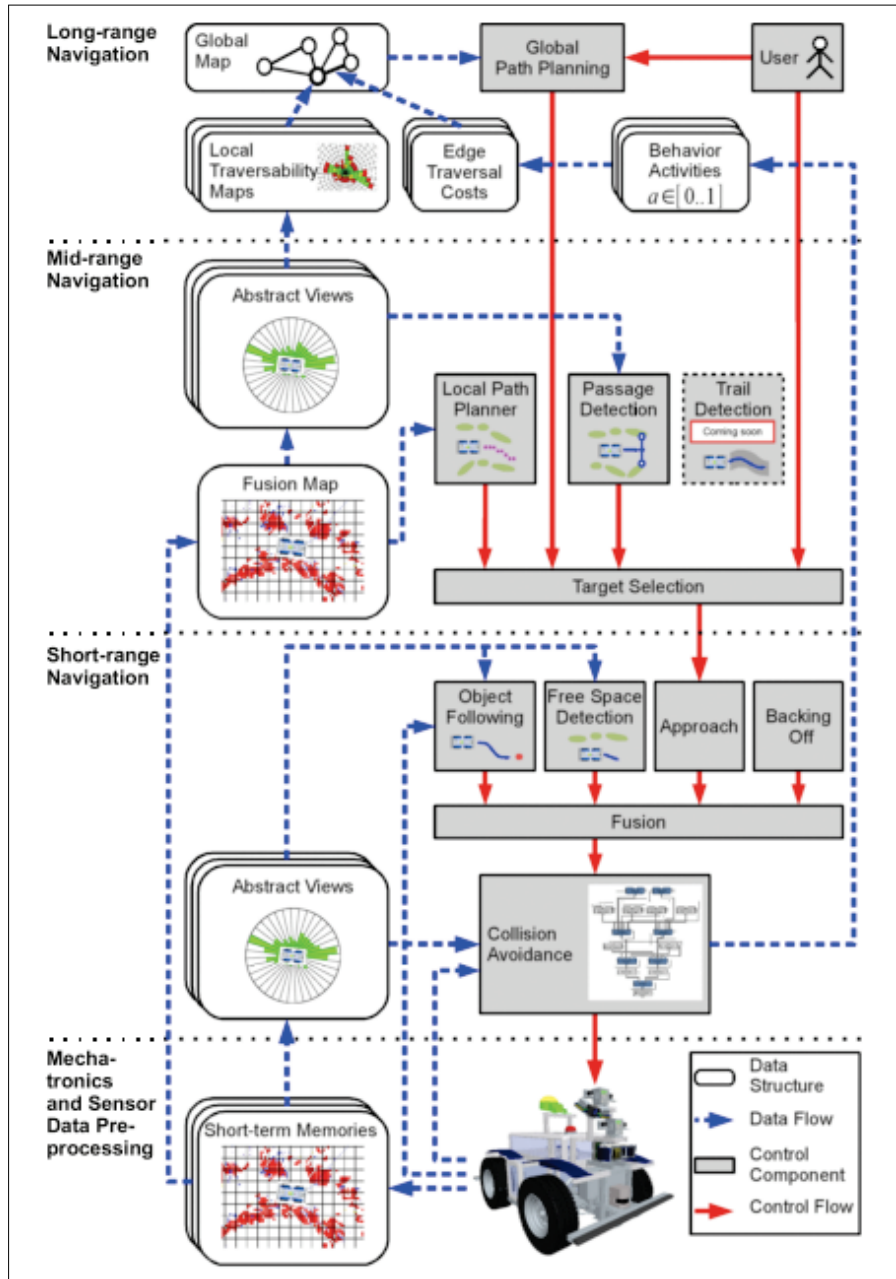 Long-range
Navigation
Global
Map
Global
Path Planning
User
Local
Traversability
Maps
Edge
Traversal
Costs
Behavior
Activities
a∈[0..1]
Mid-range
Navigation
Abstract Views
Local Path
Planner
Passage
Detection
Trail
Detection
Coming soon
Fusion Map
Target Selection
Short-range
Navigation
Object
Following
Free Space
Detection
Approach
Backing
Off
Fusion
Abstract Views
Collision
Avoidance
Mecha-
tronics
and Sensor
Data Pre-
processing
Short-term Memories
Data
Structure
Data Flow
Control
Component
Control Flow